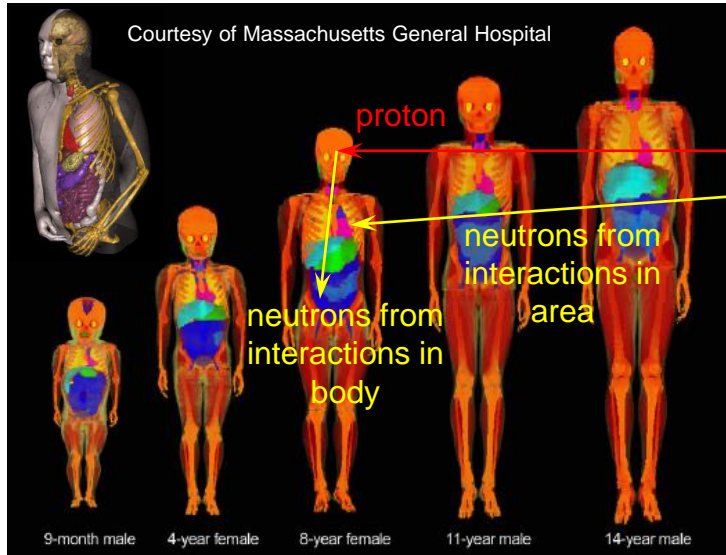 Courtesy of Massachusetts General Hospital
proton
neutrons from
interactions in
area
neutrons from
interactions in
body
9-month male
4-year female
8-year female
11-year male
14-year male